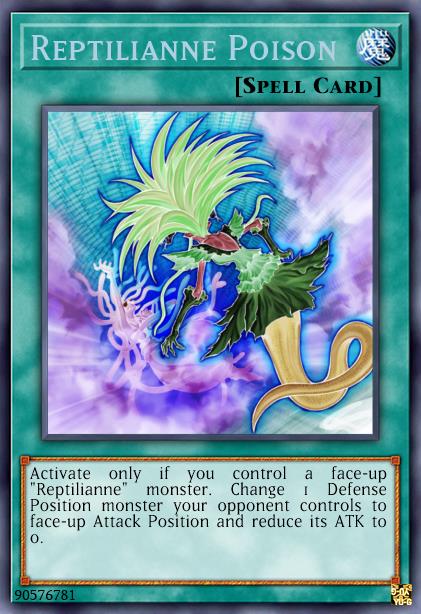 Reptilianne Poison
魔
[Spell Card]
Activate only if you control a face-up
"Reptilianne" monster. Change 1 Defense
Position monster your opponent controls to
face-up Attack Position and reduce its ATK to
0.
90576781